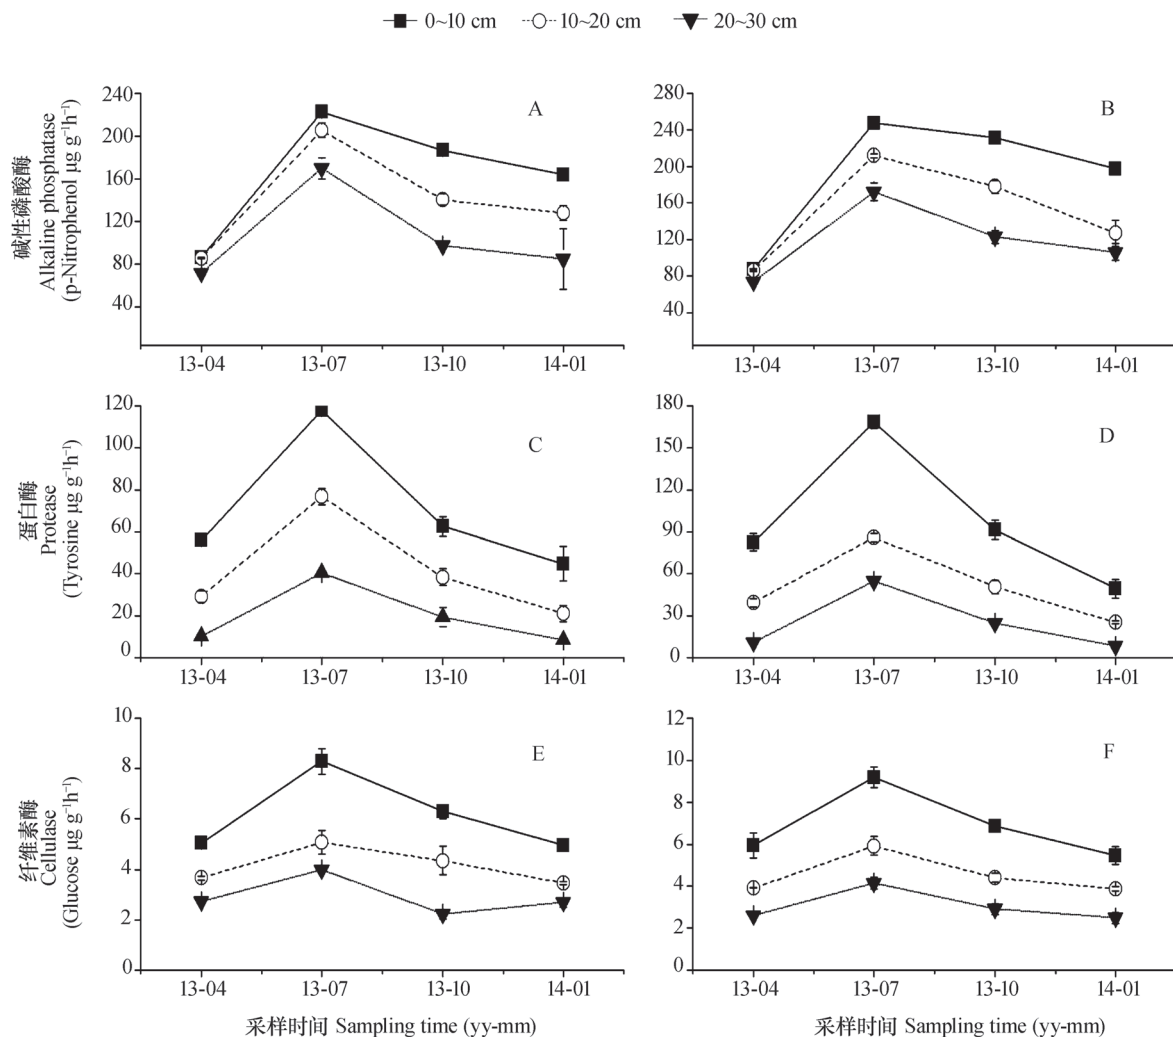 0~10 cm 10~20 cm 20~30 cm
碱性磷酸酶
Alkaline phosphatase
(p-Nitrophenol µg g⁻¹h⁻¹)
A
240
200
160
120
80
40
13-04 13-07 13-10 14-01
B
280
240
200
160
120
80
40
13-04 13-07 13-10 14-01
蛋白酶
Protease
(Tyrosine µg g⁻¹h⁻¹)
C
120
100
80
60
40
20
0
13-04 13-07 13-10 14-01
D
180
150
120
90
60
30
0
13-04 13-07 13-10 14-01
纤维素酶
Cellulase
(Glucose µg g⁻¹h⁻¹)
E
10
8
6
4
2
0
13-04 13-07 13-10 14-01
采样时间 Sampling time (yy-mm)
F
12
10
8
6
4
2
0
13-04 13-07 13-10 14-01
采样时间 Sampling time (yy-mm)